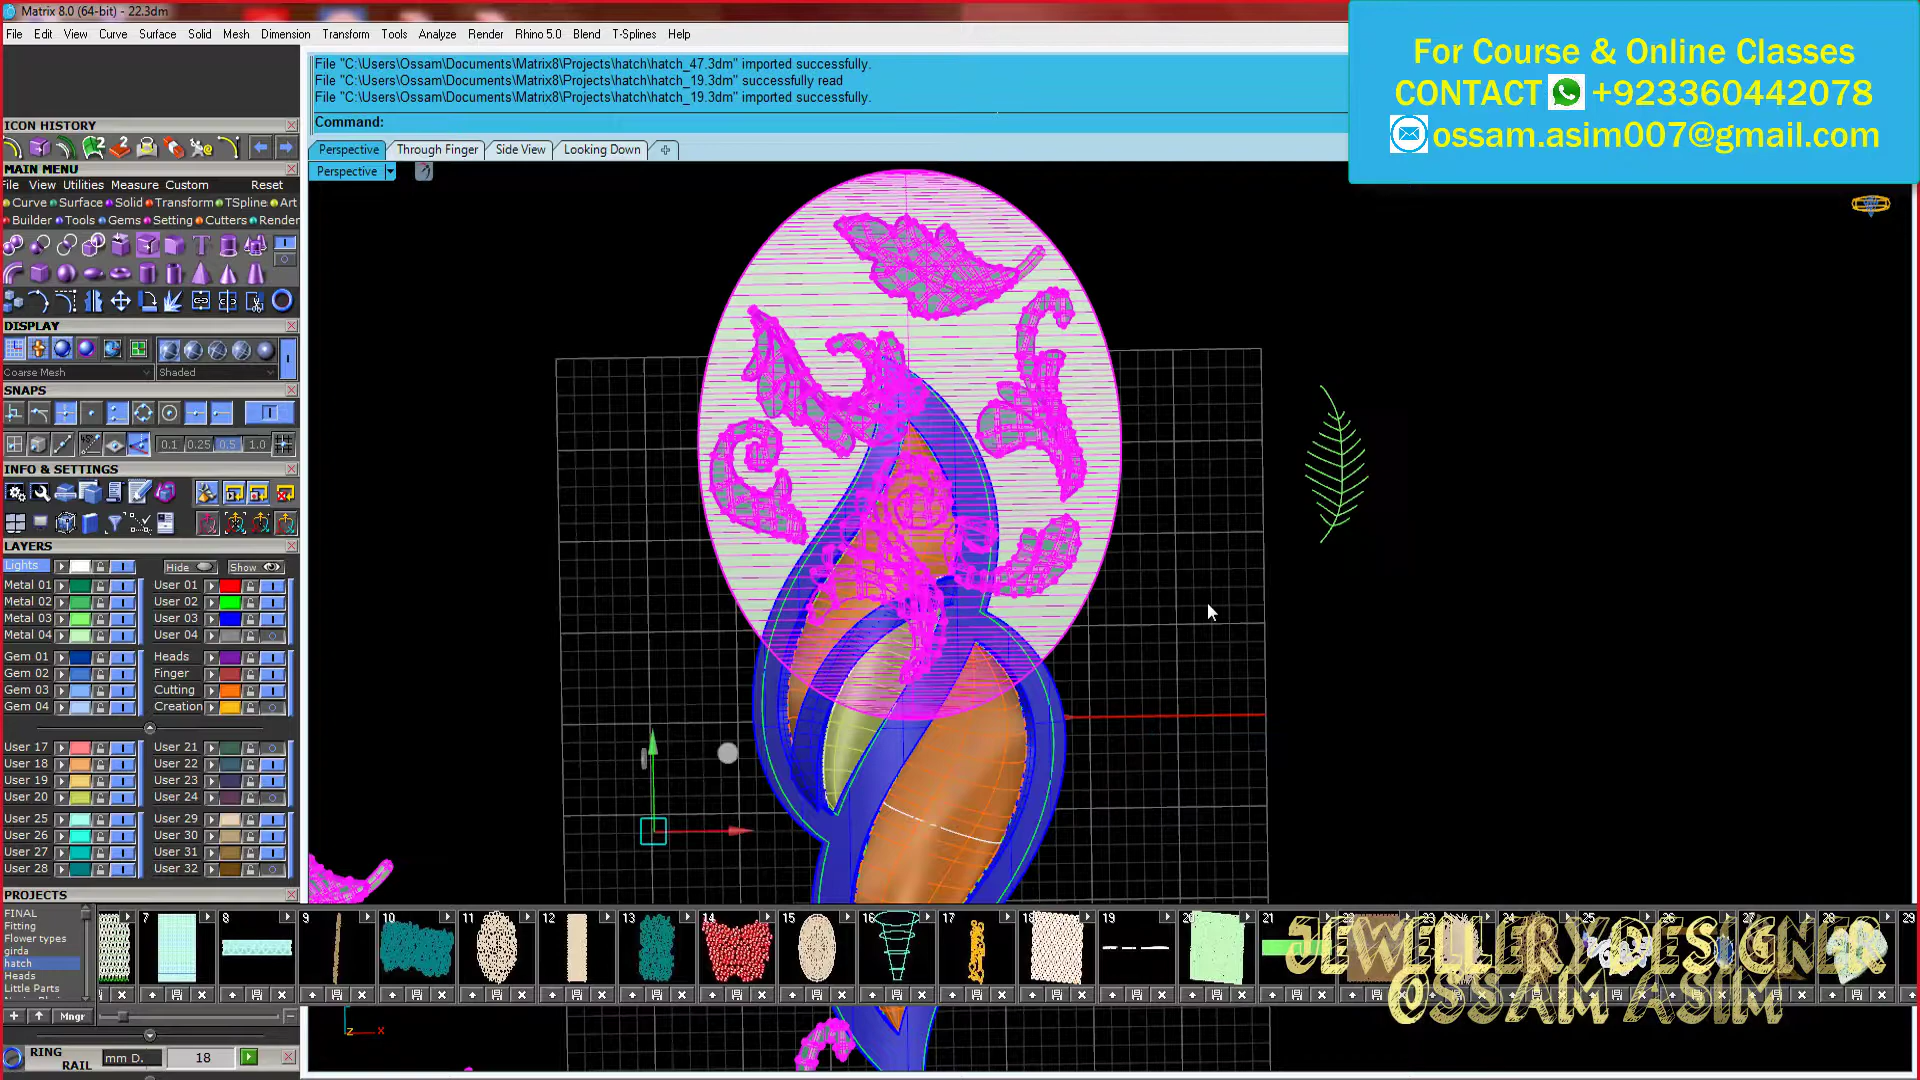 Matrix 8.0 (64-bit) - 22.3dm
File Edit View Curve Surface Solid Mesh Dimension Transform Tools Analyze Render Rhino 5.0 Blend T-Splines Help
File "C:\Users\Ossam\Documents\Matrix8\Projects\hatch\hatch_47.3dm" imported successfully.
File "C:\Users\Ossam\Documents\Matrix8\Projects\hatch\hatch_19.3dm" successfully read
File "C:\Users\Ossam\Documents\Matrix8\Projects\hatch\hatch_19.3dm" imported successfully.
Command:
For Course & Online Classes
CONTACT +923360442078
ossam.asim007@gmail.com
Perspective Through Finger Side View Looking Down
Perspective
ICON HISTORY
MAIN MENU
File View Utilities Measure Custom Reset
Curve Surface Solid Transform TSpline Art
Builder Tools Gems Setting Cutters Render
DISPLAY
Coarse Mesh Shaded
SNAPS
0.1 0.25 0.5 1.0
INFO & SETTINGS
LAYERS
Lights Hide Show
Metal 01 User 01
Metal 02 User 02
Metal 03 User 03
Metal 04 User 04
Gem 01 Heads
Gem 02 Finger
Gem 03 Cutting
Gem 04 Creation
User 17 User 21
User 18 User 22
User 19 User 23
User 20 User 24
User 25 User 29
User 26 User 30
User 27 User 31
User 28 User 32
PROJECTS
FINAL
Fitting
Flower types
girda
hatch
Heads
Little Parts
Mngr
7 8 9 10 11 12 13 14 15 16 17 18 19 20 21 22 23 24 25 26 27 28 29
JEWELLERY DESIGNER
OSSAM ASIM
z x
RING RAIL mm D. 18